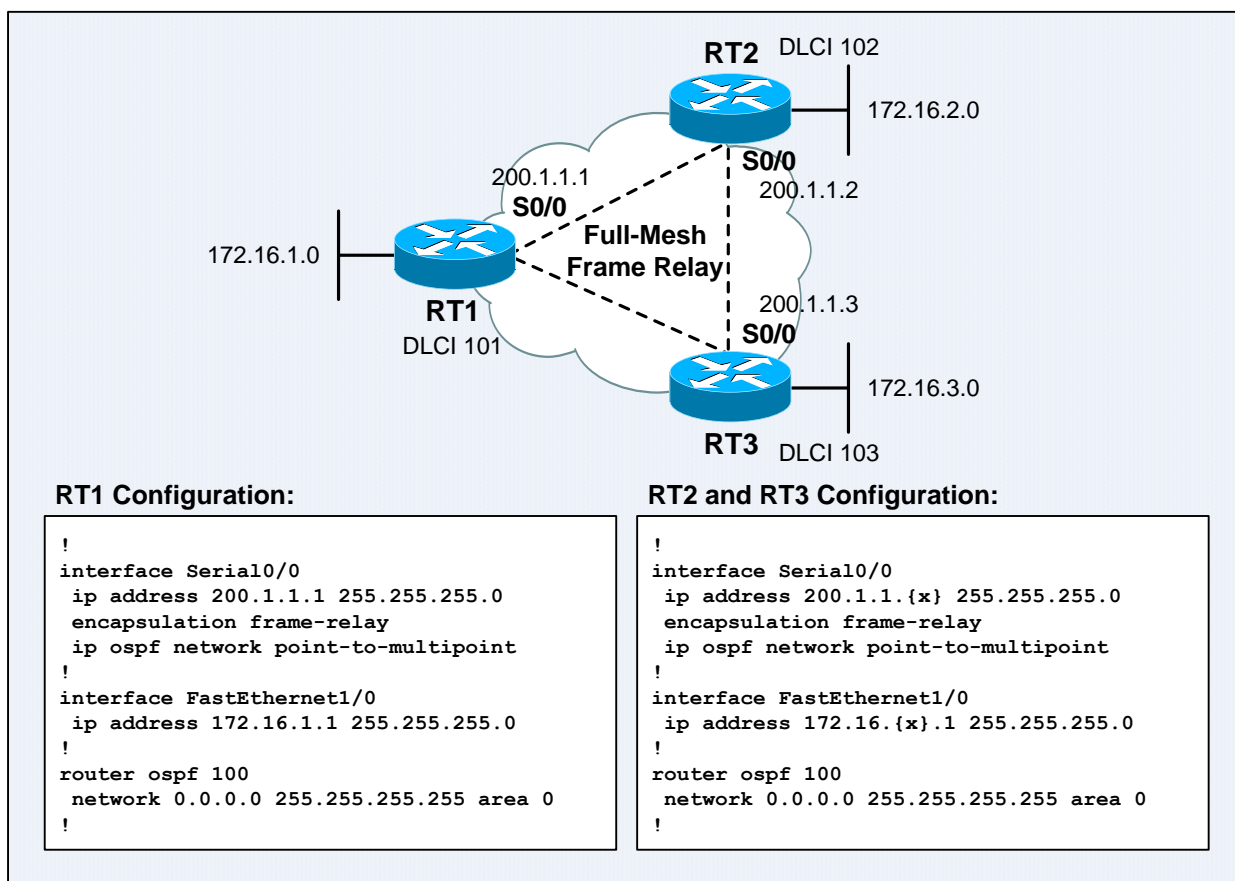 RT2
DLCI 102
172.16.2.0
S0/0
200.1.1.2
200.1.1.1
S0/0
172.16.1.0
Full-Mesh
Frame Relay
RT1
DLCI 101
200.1.1.3
S0/0
172.16.3.0
RT3
DLCI 103
RT1 Configuration:
!
interface Serial0/0
 ip address 200.1.1.1 255.255.255.0
 encapsulation frame-relay
 ip ospf network point-to-multipoint
!
interface FastEthernet1/0
 ip address 172.16.1.1 255.255.255.0
!
router ospf 100
 network 0.0.0.0 255.255.255.255 area 0
!
RT2 and RT3 Configuration:
!
interface Serial0/0
 ip address 200.1.1.{x} 255.255.255.0
 encapsulation frame-relay
 ip ospf network point-to-multipoint
!
interface FastEthernet1/0
 ip address 172.16.{x}.1 255.255.255.0
!
router ospf 100
 network 0.0.0.0 255.255.255.255 area 0
!